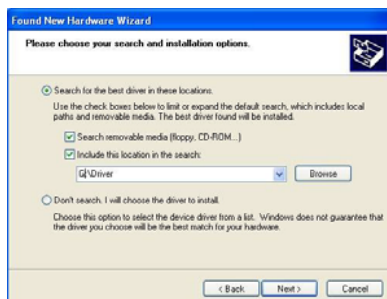 Found New Hardware Wizard
Please choose your search and installation options.
Search for the best driver in these locations.
Use the check boxes below to limit or expand the default search, which includes local
paths and removable media. The best driver found will be installed.
Search removable media (floppy, CD-ROM...)
Include this location in the search:
G:\Driver
Browse
Don't search. I will choose the driver to install.
Choose this option to select the device driver from a list. Windows does not guarantee that
the driver you choose will be the best match for your hardware.
< Back
Next >
Cancel